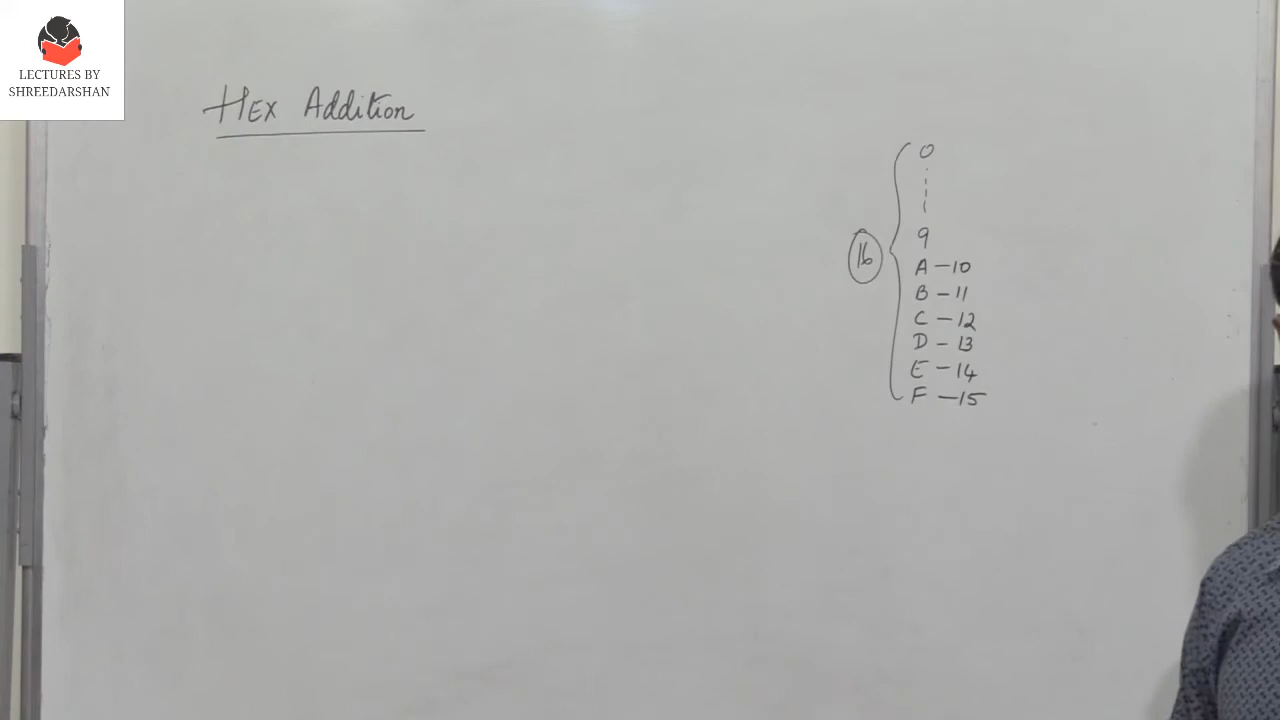 LECTURES BY
SHREEDARSHAN
HEX Addition
16
0
9
A - 10
B - 11
C - 12
D - 13
E - 14
F - 15